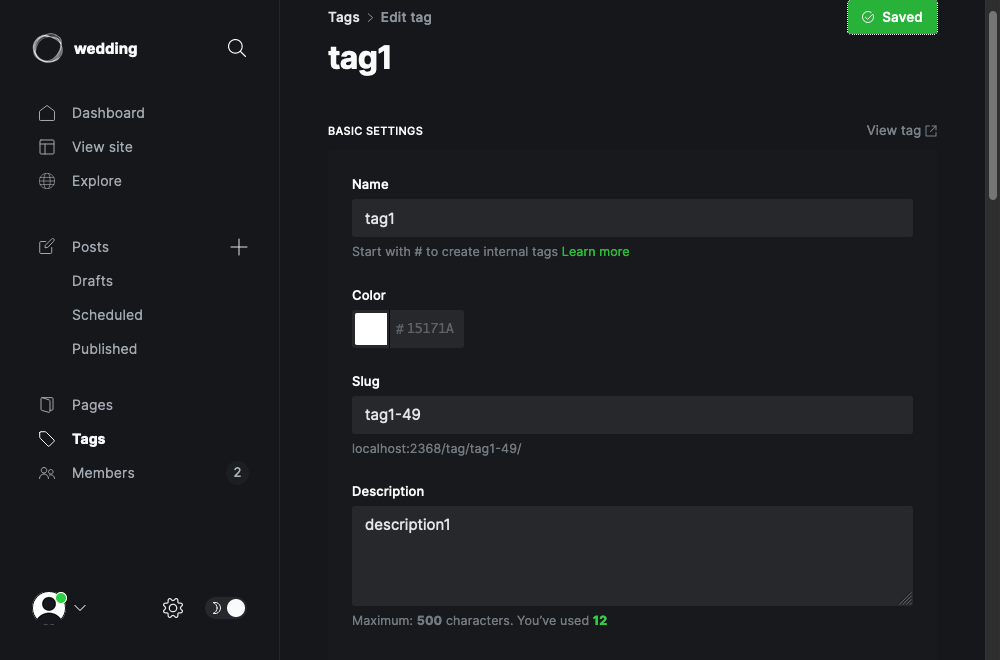 wedding
Dashboard
View site
Explore
Posts
Drafts
Scheduled
Published
Pages
Tags
Members 2
Tags > Edit tag
Saved
tag1
BASIC SETTINGS
View tag
Name
tag1
Start with # to create internal tags Learn more
Color
# 15171A
Slug
tag1-49
localhost:2368/tag/tag1-49/
Description
description1
Maximum: 500 characters. You've used 12